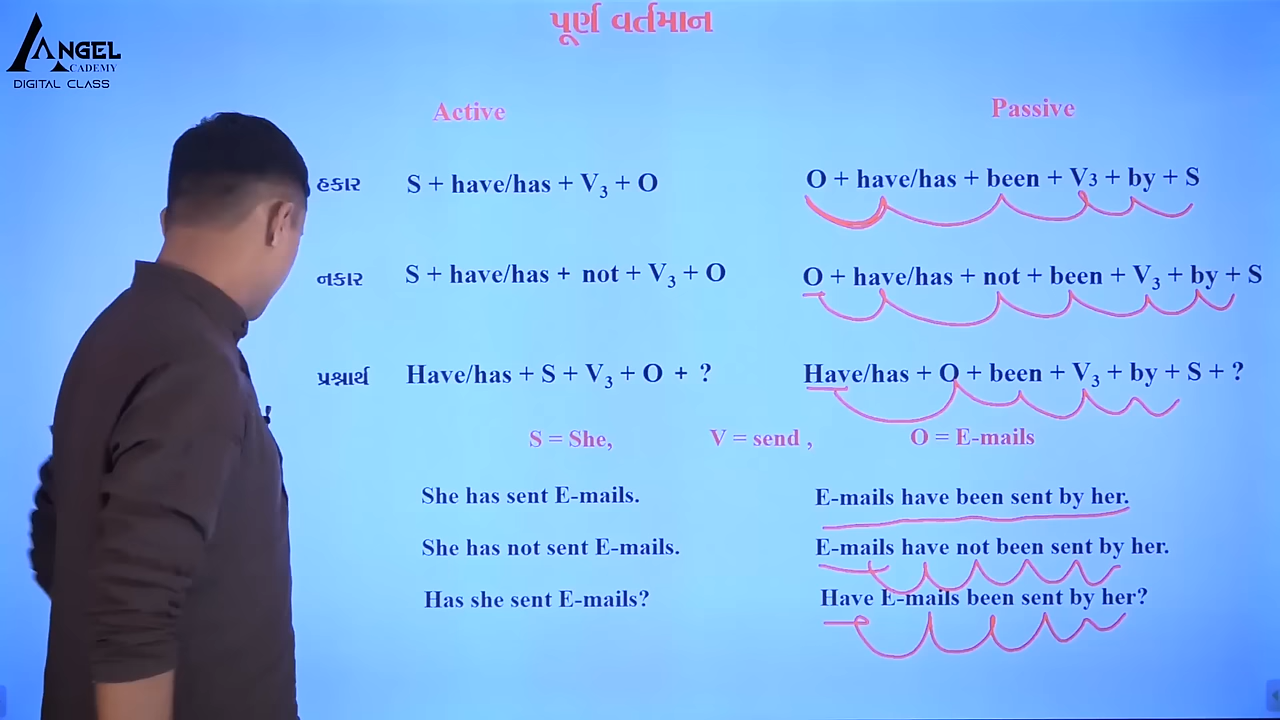 ANGEL
ACADEMY
DIGITAL CLASS
પૂર્ણ વર્તમાન
Active Passive
હકાર S + have/has + V3 + O O + have/has + been + V3 + by + S
નકાર S + have/has + not + V3 + O O + have/has + not + been + V3 + by + S
પ્રશ્નાર્થ Have/has + S + V3 + O + ? Have/has + O + been + V3 + by + S + ?
S = She, V = send , O = E-mails
She has sent E-mails. E-mails have been sent by her.
She has not sent E-mails. E-mails have not been sent by her.
Has she sent E-mails? Have E-mails been sent by her?